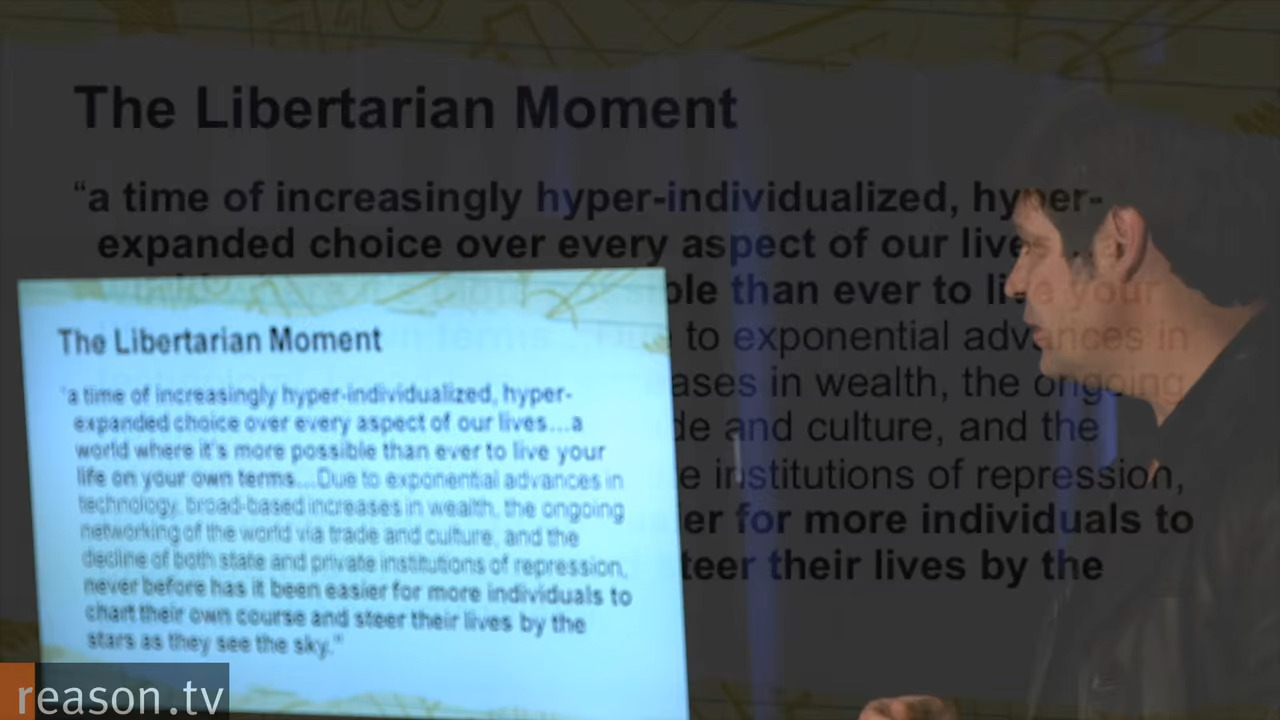 The Libertarian Moment
“a time of increasingly hyper-individualized, hyper-
expanded choice over every aspect of our lives...
ble than ever to live your
to exponential advances in
ases in wealth, the ongoing
de and culture, and the
e institutions of repression,
er for more individuals to
teer their lives by the
The Libertarian Moment
“a time of increasingly hyper-individualized, hyper-
expanded choice over every aspect of our lives...a
world where it's more possible than ever to live your
life on your own terms...Due to exponential advances in
technology, broad-based increases in wealth, the ongoing
networking of the world via trade and culture, and the
decline of both state and private institutions of repression,
never before has it been easier for more individuals to
chart their own course and steer their lives by the
stars as they see the sky.”
reason.tv